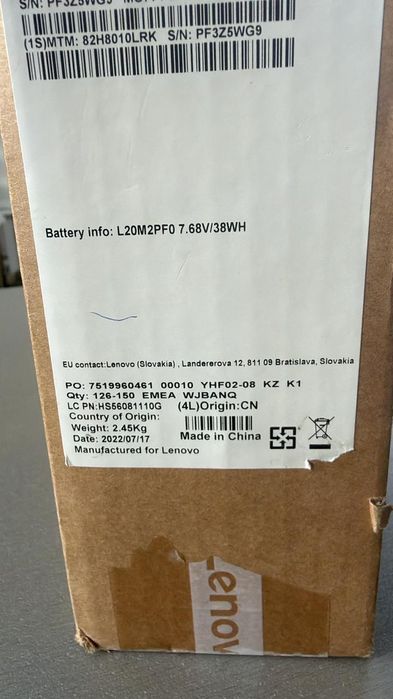 S/N: PF3Z5WG9
(1S)MTM: 82H8010LRK S/N: PF3Z5WG9
Battery info: L20M2PF0 7.68V/38WH
EU contact:Lenovo (Slovakia) , Landererova 12, 811 09 Bratislava, Slovakia
PO: 7519960461 00010 YHF02-08 KZ K1
Qty: 126-150 EMEA WJBANQ
LC PN:HS56081110G (4L)Origin:CN
Country of Origin:
Weight: 2.45Kg
Made in China
Date: 2022/07/17
Manufactured for Lenovo
Lenov